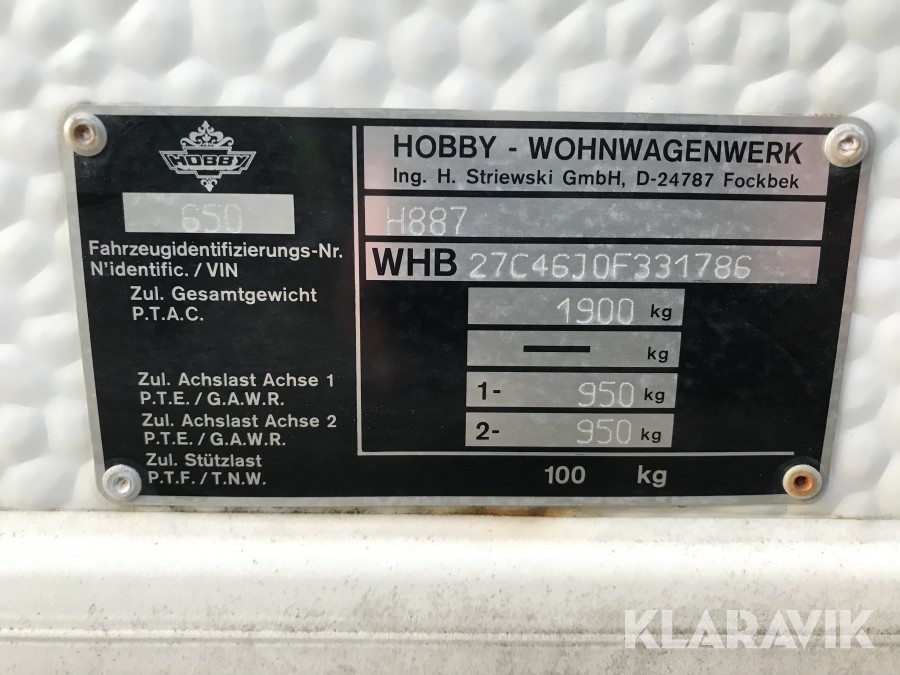 HOBBY
650
Fahrzeugidentifizierungs-Nr.
N'identific. / VIN
Zul. Gesamtgewicht
P.T.A.C.
Zul. Achslast Achse 1
P.T.E. / G.A.W.R.
Zul. Achslast Achse 2
P.T.E. / G.A.W.R.
Zul. Stützlast
P.T.F. / T.N.W.
HOBBY - WOHNWAGENWERK
Ing. H. Striewski GmbH, D-24787 Fockbek
H887
WHB 27C46J0F331786
1900 kg
— kg
1- 950 kg
2- 950 kg
100 kg
KLARAVIK